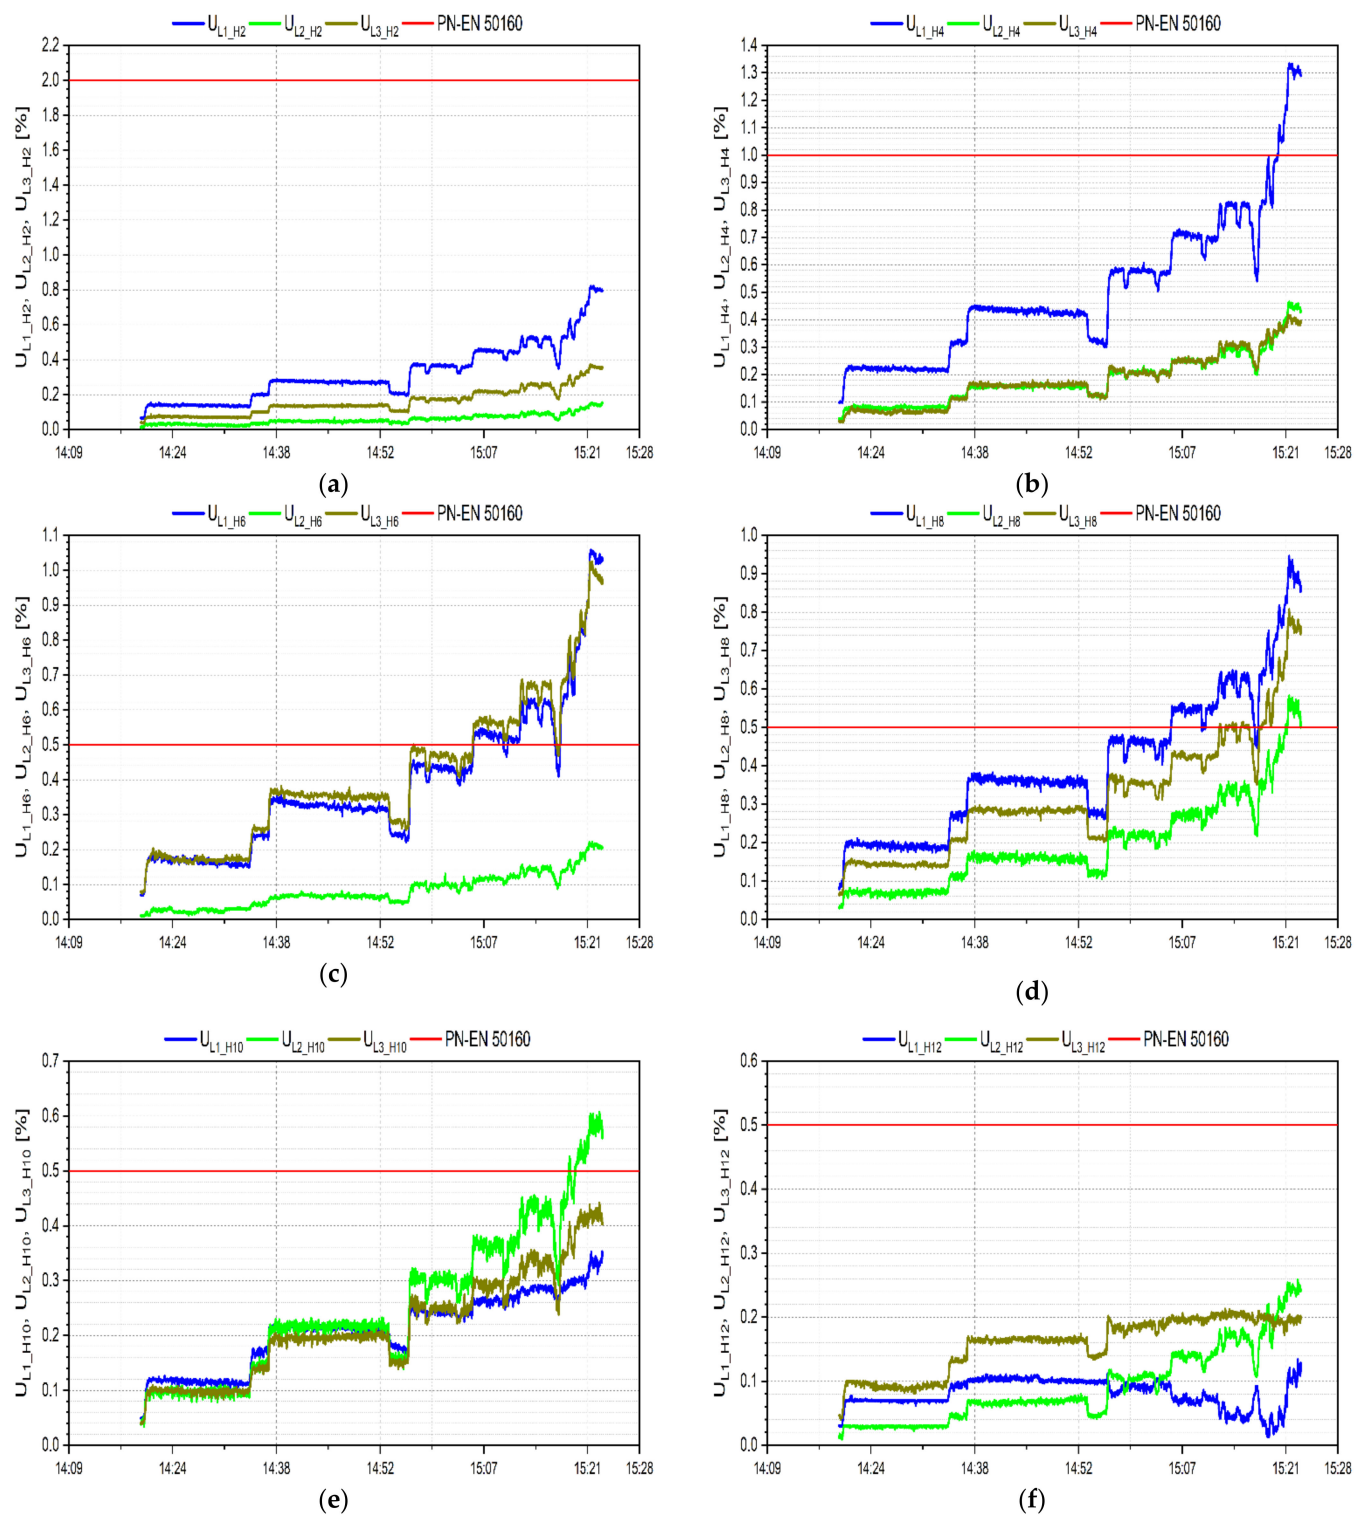 U_L1_H2 U_L2_H2 U_L3_H2 PN-EN 50160
U_L1_H2, U_L2_H2, U_L3_H2 [%]
2.2
2.0
1.8
1.6
1.4
1.2
1.0
0.8
0.6
0.4
0.2
0.0
14:09 14:24 14:38 14:52 15:07 15:21 15:28
(a)
U_L1_H4 U_L2_H4 U_L3_H4 PN-EN 50160
U_L1_H4, U_L2_H4, U_L3_H4 [%]
1.4
1.3
1.2
1.1
1.0
0.9
0.8
0.7
0.6
0.5
0.4
0.3
0.2
0.1
0.0
14:09 14:24 14:38 14:52 15:07 15:21 15:28
(b)
U_L1_H6 U_L2_H6 U_L3_H6 PN-EN 50160
U_L1_H6, U_L2_H6, U_L3_H6 [%]
1.1
1.0
0.9
0.8
0.7
0.6
0.5
0.4
0.3
0.2
0.1
0.0
14:09 14:24 14:38 14:52 15:07 15:21 15:28
(c)
U_L1_H8 U_L2_H8 U_L3_H8 PN-EN 50160
U_L1_H8, U_L2_H8, U_L3_H8 [%]
1.0
0.9
0.8
0.7
0.6
0.5
0.4
0.3
0.2
0.1
0.0
14:09 14:24 14:38 14:52 15:07 15:21 15:28
(d)
U_L1_H10 U_L2_H10 U_L3_H10 PN-EN 50160
U_L1_H10, U_L2_H10, U_L3_H10 [%]
0.7
0.6
0.5
0.4
0.3
0.2
0.1
0.0
14:09 14:24 14:38 14:52 15:07 15:21 15:28
(e)
U_L1_H12 U_L2_H12 U_L3_H12 PN-EN 50160
U_L1_H12, U_L2_H12, U_L3_H12 [%]
0.6
0.5
0.4
0.3
0.2
0.1
0.0
14:09 14:24 14:38 14:52 15:07 15:21 15:28
(f)